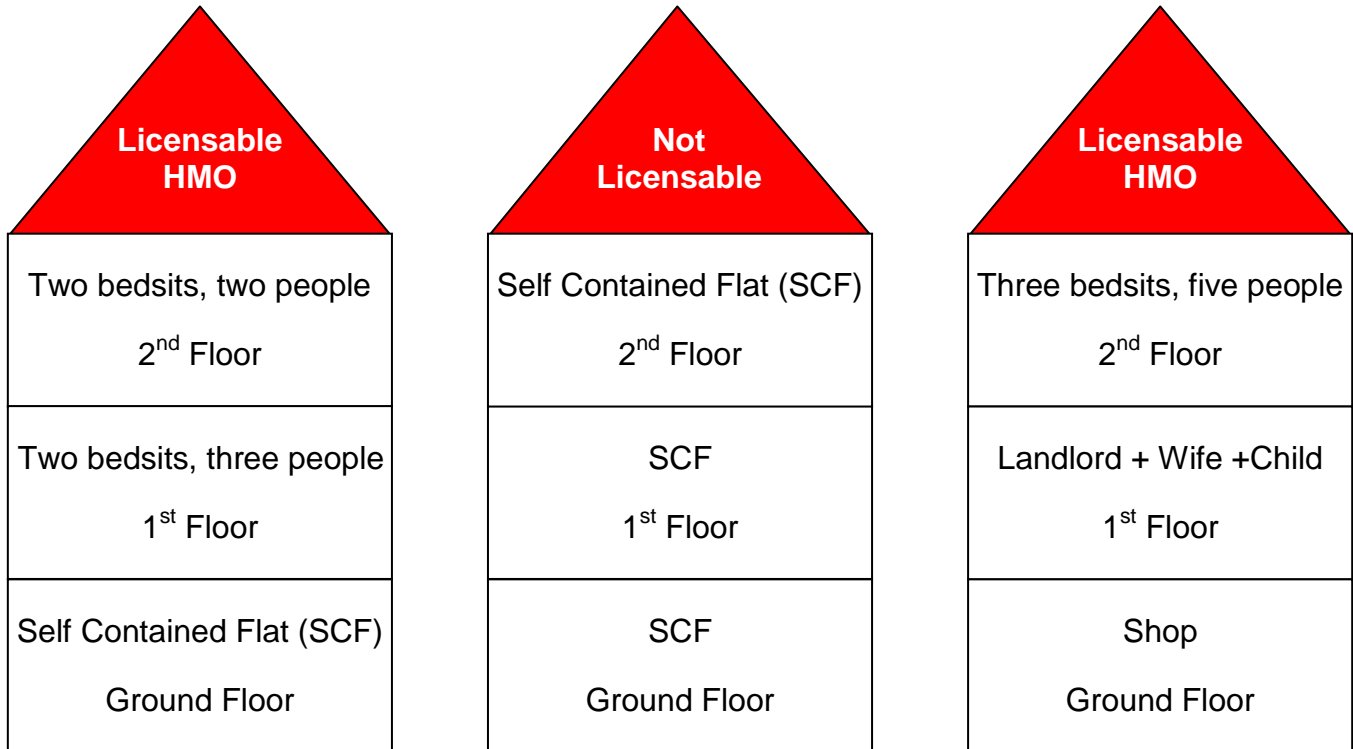 Licensable
HMO
Two bedsits, two people
2nd Floor
Two bedsits, three people
1st Floor
Self Contained Flat (SCF)
Ground Floor
Not
Licensable
Self Contained Flat (SCF)
2nd Floor
SCF
1st Floor
SCF
Ground Floor
Licensable
HMO
Three bedsits, five people
2nd Floor
Landlord + Wife +Child
1st Floor
Shop
Ground Floor